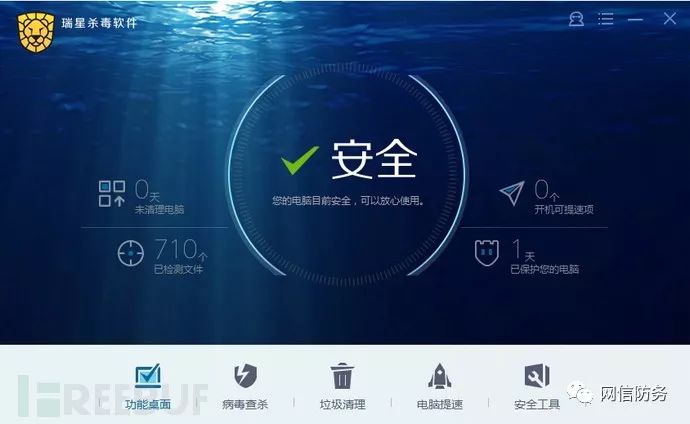 瑞星杀毒软件
安全
您的电脑目前安全，可以放心使用。
0天
未清理电脑
0个
开机可提速项
710个
已检测文件
1天
已保护您的电脑
功能桌面
病毒查杀
垃圾清理
电脑提速
安全工具
网信防务
FREEBUF